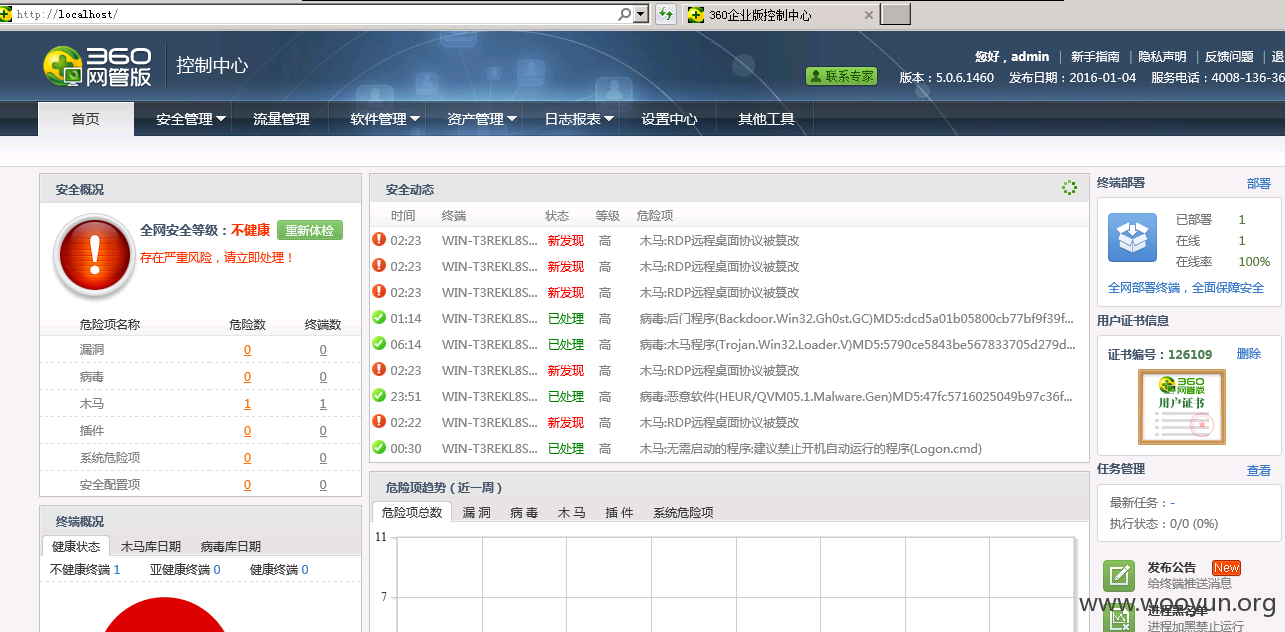 http://localhost/
360企业版控制中心
360网管版
控制中心
您好，admin | 新手指南 | 隐私声明 | 反馈问题 | 退
联系专家
版本：5.0.6.1460 发布日期：2016-01-04 服务电话：4008-136-36
首页 安全管理 流量管理 软件管理 资产管理 日志报表 设置中心 其他工具
安全概况
全网安全等级：不健康 重新体检
存在严重风险，请立即处理！
危险项名称 危险数 终端数
漏洞 0 0
病毒 0 0
木马 1 1
插件 0 0
系统危险项 0 0
安全配置项 0 0
终端概况
健康状态 木马库日期 病毒库日期
不健康终端 1 亚健康终端 0 健康终端 0
安全动态
时间 终端 状态 等级 危险项
02:23 WIN-T3REKL8S... 新发现 高 木马:RDP远程桌面协议被篡改
02:23 WIN-T3REKL8S... 新发现 高 木马:RDP远程桌面协议被篡改
02:23 WIN-T3REKL8S... 新发现 高 木马:RDP远程桌面协议被篡改
01:14 WIN-T3REKL8S... 已处理 高 病毒:后门程序(Backdoor.Win32.Gh0st.GC)MD5:dcd5a01b05800cb77bf9f39f...
06:14 WIN-T3REKL8S... 已处理 高 病毒:木马程序(Trojan.Win32.Loader.V)MD5:5790ce5843be567833705d279d...
02:23 WIN-T3REKL8S... 新发现 高 木马:RDP远程桌面协议被篡改
23:51 WIN-T3REKL8S... 已处理 高 病毒:恶意软件(HEUR/QVM05.1.Malware.Gen)MD5:47fc5716025049b97c36f...
02:22 WIN-T3REKL8S... 新发现 高 木马:RDP远程桌面协议被篡改
00:30 WIN-T3REKL8S... 已处理 高 木马:无需启动的程序:建议禁止开机自动运行的程序(Logon.cmd)
危险项趋势（近一周）
危险项总数 漏 洞 病 毒 木 马 插 件 系统危险项
11
7
终端部署 部署
已部署 1
在线 1
在线率 100%
全网部署终端，全面保障安全
用户证书信息
证书编号：126109 删除
360网管版
用户证书
任务管理 查看
最新任务：-
执行状态：0/0 (0%)
发布公告 New
给终端推送消息
进程黑名单
进程加黑禁止运行
www.wooyun.org